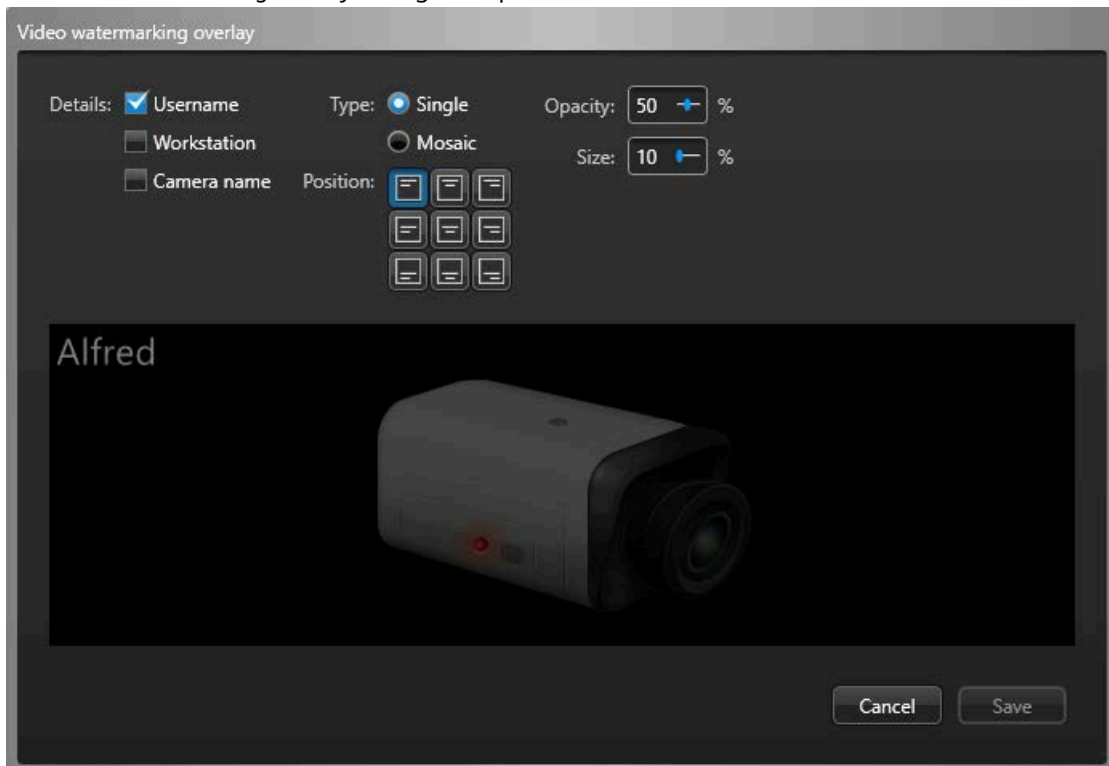 Video watermarking overlay
Details: Username Type: Single Opacity: 50 %
Workstation Mosaic Size: 10 %
Camera name Position:
Alfred
Cancel Save